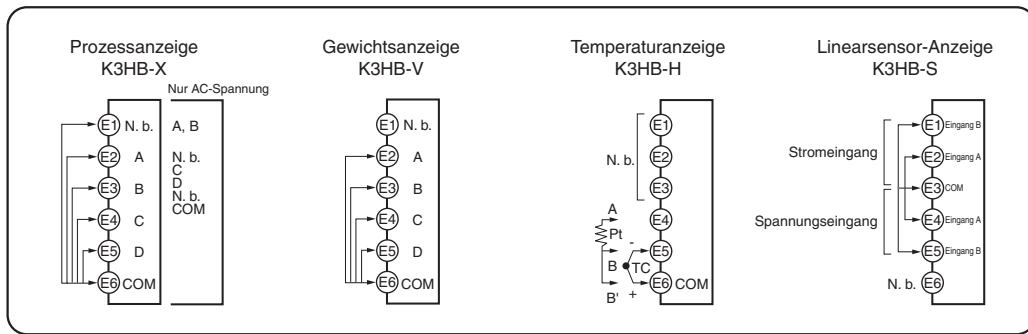 Prozessanzeige
K3HB-X
Nur AC-Spannung
E1 N. b. A, B
E2 A N. b.
C
E3 B D
N. b.
E4 C COM
E5 D
E6 COM
Gewichtsanzeige
K3HB-V
E1 N. b.
E2 A
E3 B
E4 C
E5 D
E6 COM
Temperaturanzeige
K3HB-H
E1
N. b. E2
E3
A E4
Pt
- E5
B TC
B' + E6 COM
Linearsensor-Anzeige
K3HB-S
E1 Eingang B
Stromeingang
E2 Eingang A
E3 COM
Spannungseingang E4 Eingang A
E5 Eingang B
N. b. E6